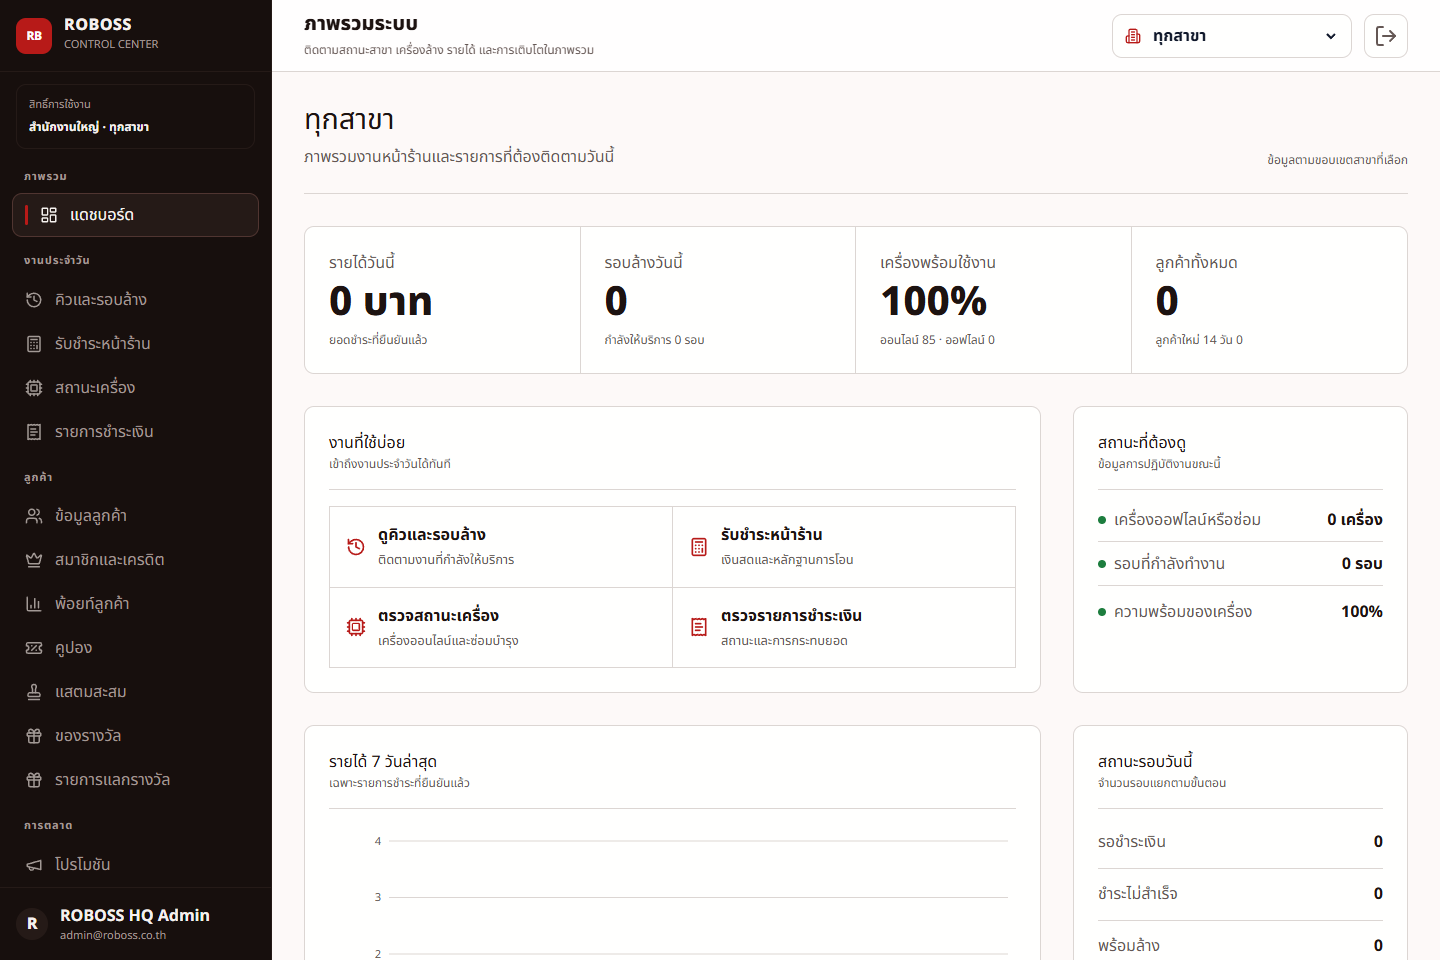 ROBOSS
RB
CONTROL CENTER
สิทธิ์การใช้งาน
สำนักงานใหญ่ · ทุกสาขา
ภาพรวม
แดชบอร์ด
งานประจำวัน
คิวและรอบล้าง
รับชำระหน้าร้าน
สถานะเครื่อง
รายการชำระเงิน
ลูกค้า
ข้อมูลลูกค้า
สมาชิกและเครดิต
พ้อยท์ลูกค้า
คูปอง
แสตมสะสม
ของรางวัล
รายการแลกรางวัล
การตลาด
โปรโมชัน
R
ROBOSS HQ Admin
admin@roboss.co.th
ภาพรวมระบบ
ติดตามสถานะสาขา เครื่องล้าง รายได้ และการเติบโตในภาพรวม
ทุกสาขา
ทุกสาขา
ภาพรวมงานหน้าร้านและรายการที่ต้องติดตามวันนี้
ข้อมูลตามขอบเขตสาขาที่เลือก
รายได้วันนี้
0 บาท
ยอดชำระที่ยืนยันแล้ว
รอบล้างวันนี้
0
กำลังให้บริการ 0 รอบ
เครื่องพร้อมใช้งาน
100%
ออนไลน์ 85 · ออฟไลน์ 0
ลูกค้าทั้งหมด
0
ลูกค้าใหม่ 14 วัน 0
งานที่ใช้บ่อย
เข้าถึงงานประจำวันได้ทันที
ดูคิวและรอบล้าง
ติดตามงานที่กำลังให้บริการ
รับชำระหน้าร้าน
เงินสดและหลักฐานการโอน
ตรวจสถานะเครื่อง
เครื่องออนไลน์และซ่อมบำรุง
ตรวจรายการชำระเงิน
สถานะและการกระทบยอด
สถานะที่ต้องดู
ข้อมูลการปฏิบัติงานขณะนี้
เครื่องออฟไลน์หรือซ่อม 0 เครื่อง
รอบที่กำลังทำงาน 0 รอบ
ความพร้อมของเครื่อง 100%
รายได้ 7 วันล่าสุด
เฉพาะรายการชำระที่ยืนยันแล้ว
4
3
2
สถานะรอบวันนี้
จำนวนรอบแยกตามขั้นตอน
รอชำระเงิน 0
ชำระไม่สำเร็จ 0
พร้อมล้าง 0